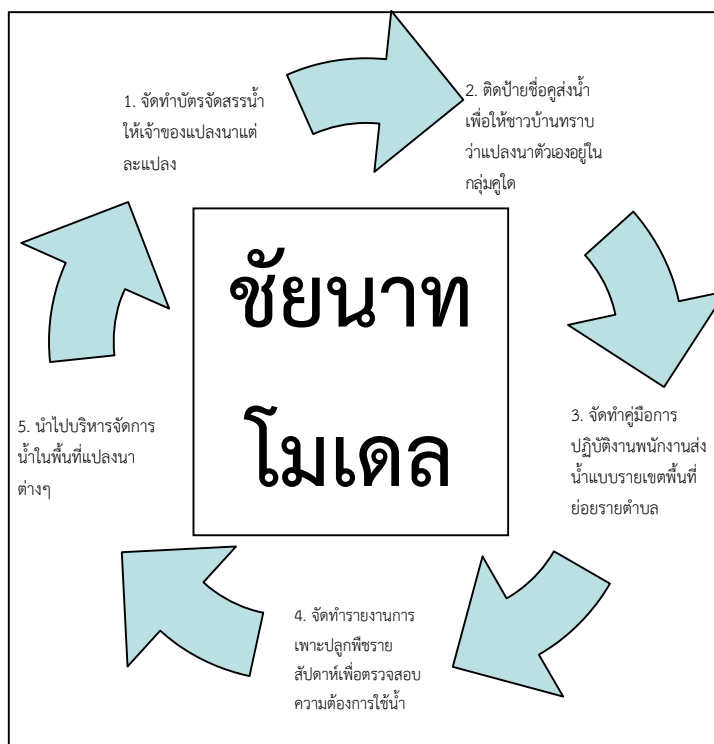 1. จัดทำบัตรจัดสรรน้ำ
ให้เจ้าของแปลงนาแต่
ละแปลง
2. ติดป้ายชื่อคูส่งน้ำ
เพื่อให้ชาวบ้านทราบ
ว่าแปลงนาตัวเองอยู่ใน
กลุ่มคูใด
ชัยนาท
โมเดล
3. จัดทำคู่มือการ
ปฏิบัติงานพนักงานส่ง
น้ำแบบรายเขตพื้นที่
ย่อยรายตำบล
4. จัดทำรายงานการ
เพาะปลูกพืชราย
สัปดาห์เพื่อตรวจสอบ
ความต้องการใช้น้ำ
5. นำไปบริหารจัดการ
น้ำในพื้นที่แปลงนา
ต่างๆ